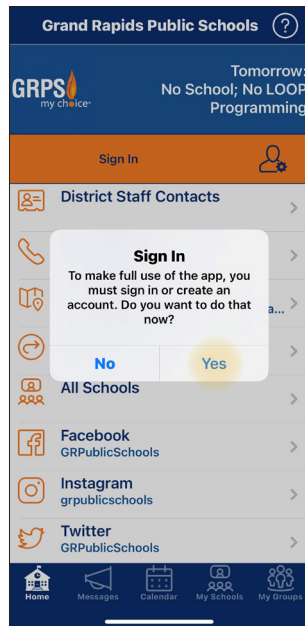 Grand Rapids Public Schools ?
GRPS
my choice
Tomorrow:
No School; No LOOP
Programming
Sign In
District Staff Contacts
Sign In
To make full use of the app, you
must sign in or create an
account. Do you want to do that
now?
a...
No
Yes
All Schools
Facebook
GRPublicSchools
Instagram
grpublicschools
Twitter
GRPublicSchools
Home
Messages
Calendar
My Schools
My Groups